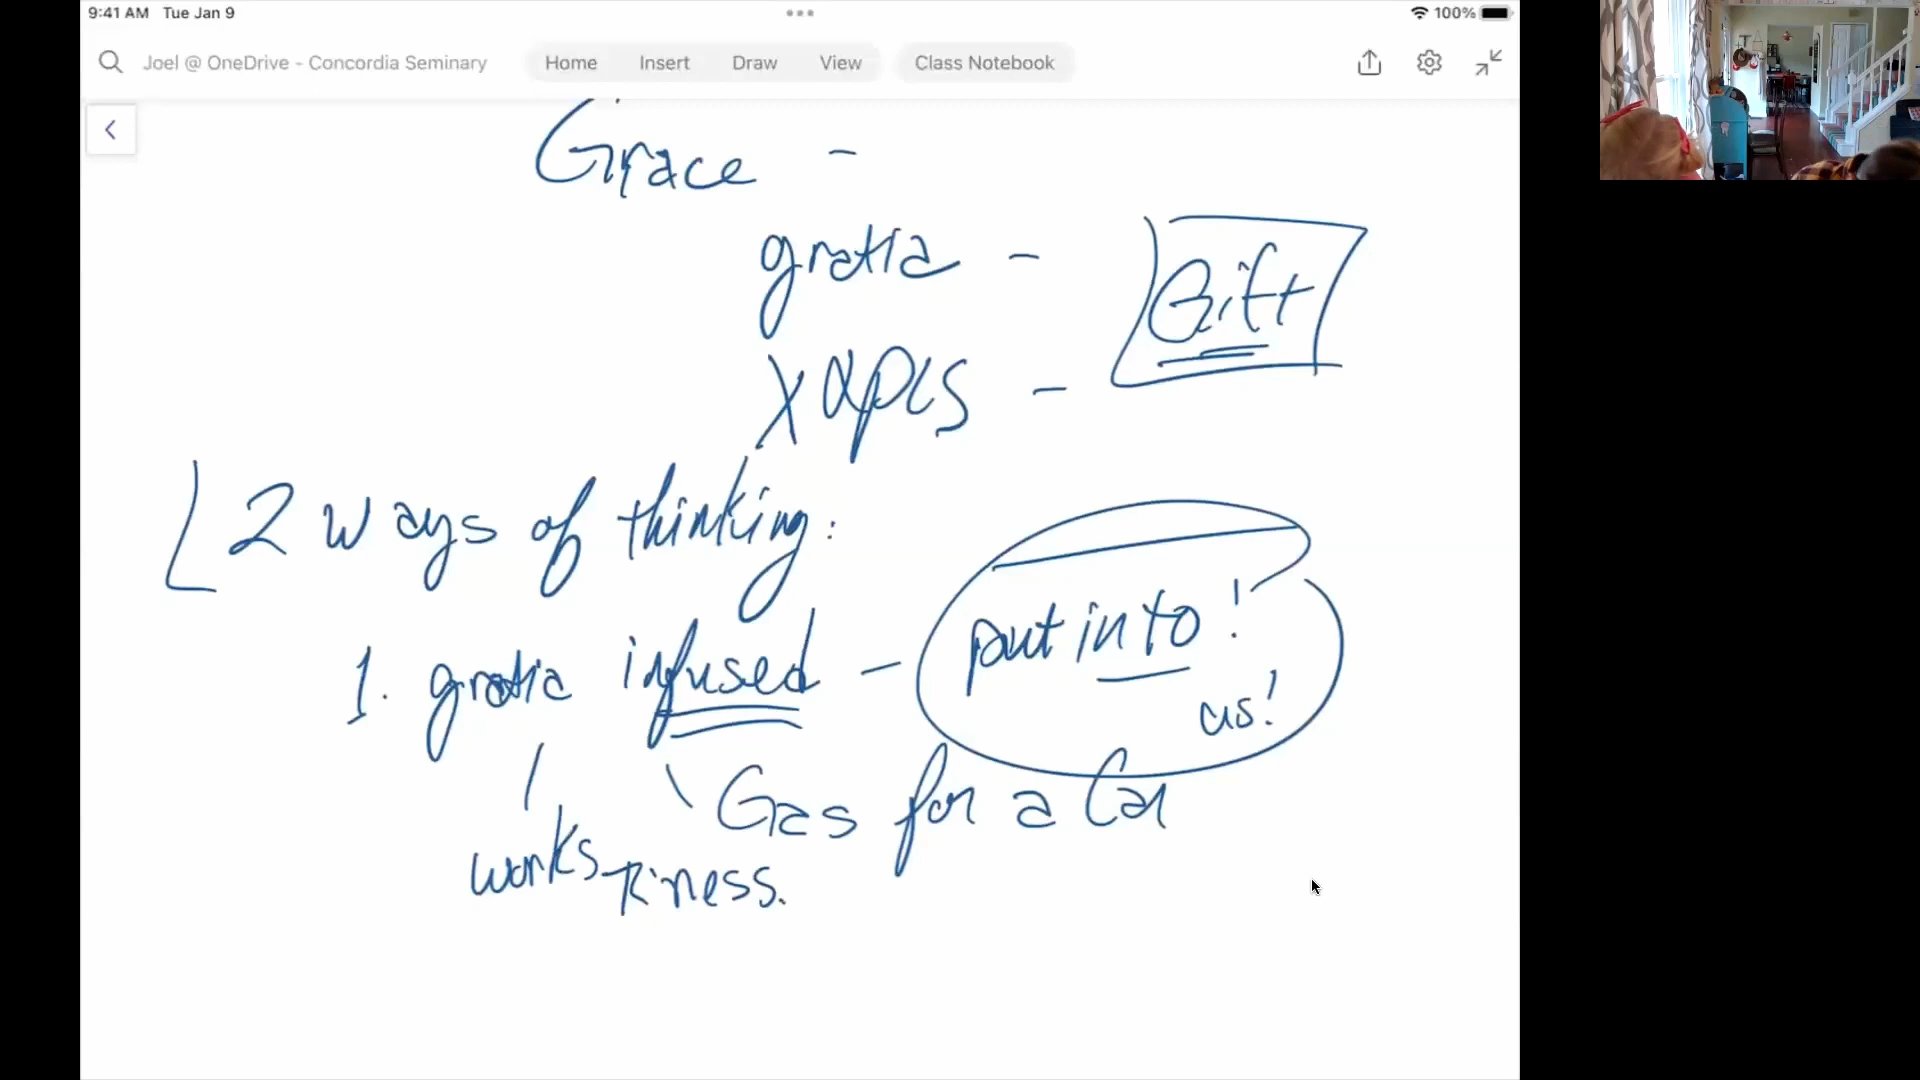 9:41 AM Tue Jan 9
100%
Joel @ OneDrive - Concordia Seminary Home Insert Draw View Class Notebook
Grace -
gratia - Gift
χαρις -
2 ways of thinking:
1. gratia infused - put into!
us!
Gas for a Car
works